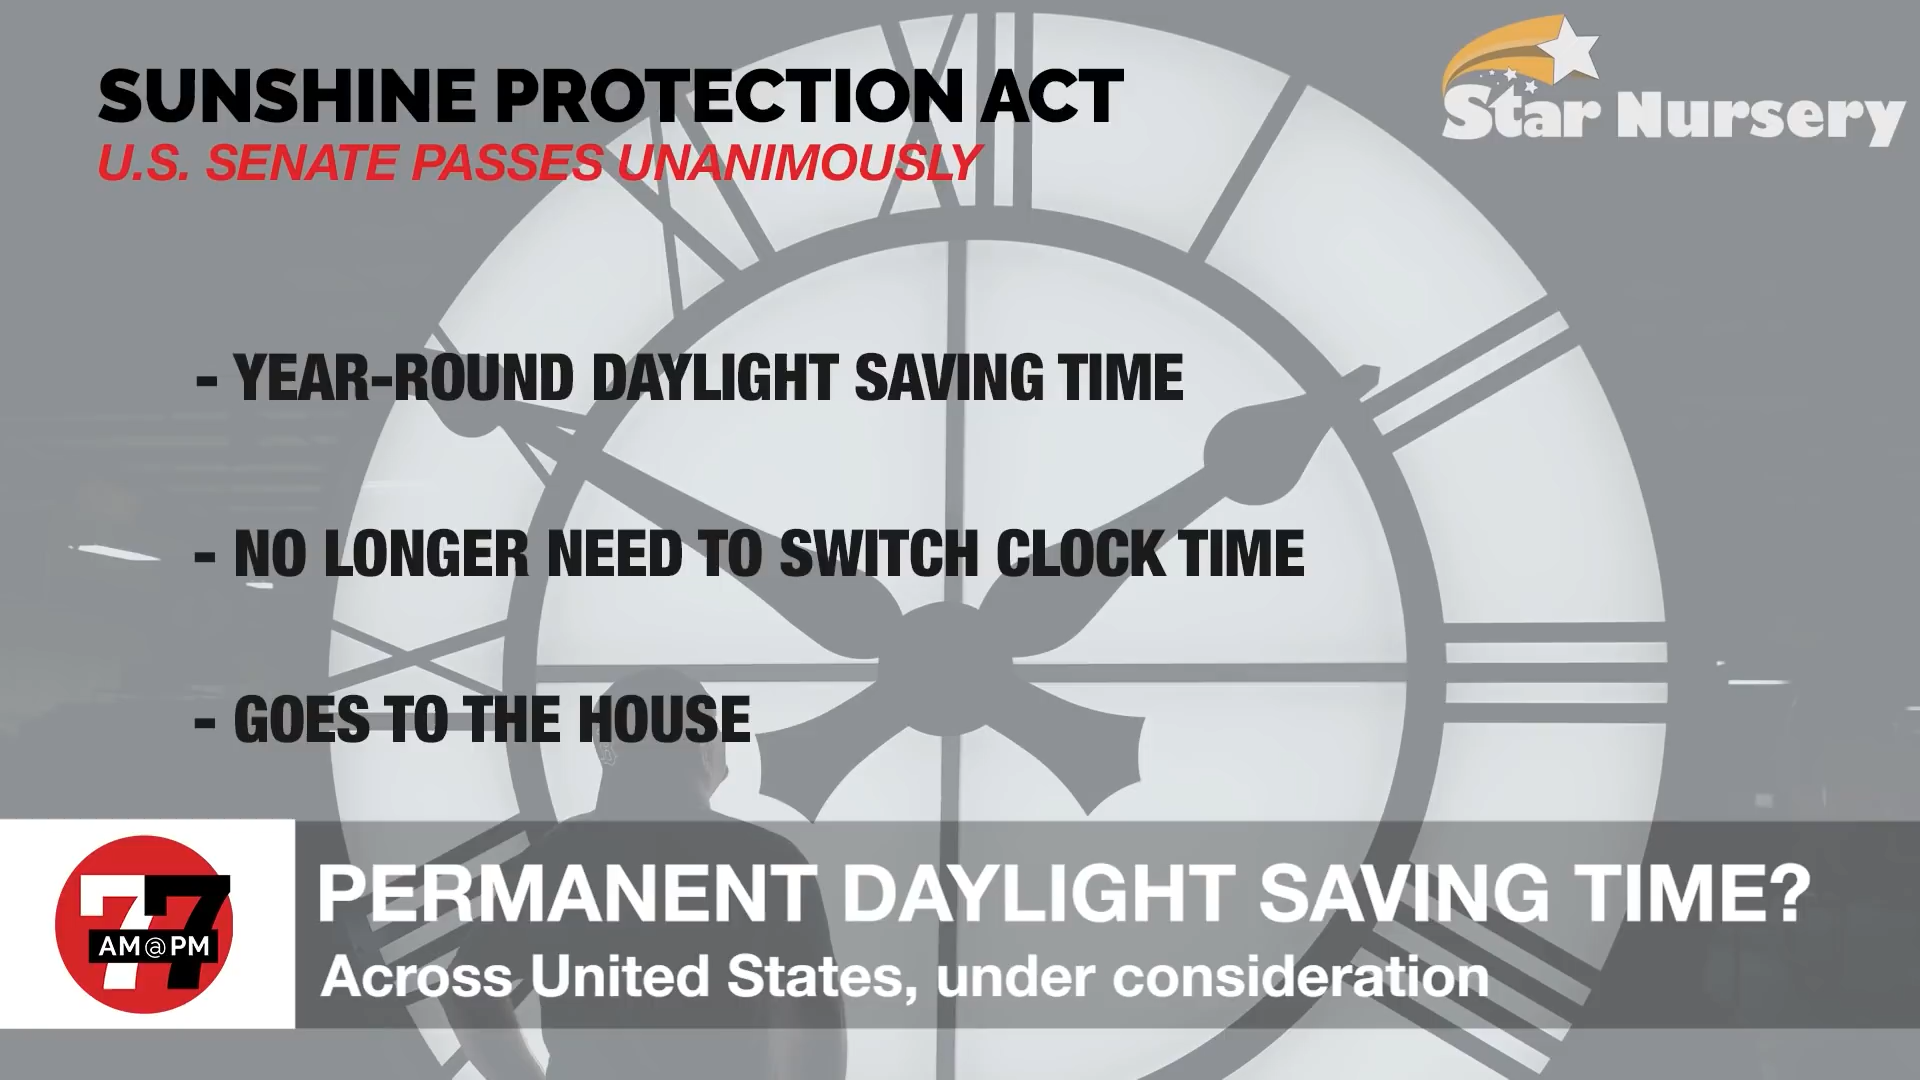 SUNSHINE PROTECTION ACT
U.S. SENATE PASSES UNANIMOUSLY
Star Nursery
- YEAR-ROUND DAYLIGHT SAVING TIME
- NO LONGER NEED TO SWITCH CLOCK TIME
- GOES TO THE HOUSE
77
AM@PM
PERMANENT DAYLIGHT SAVING TIME?
Across United States, under consideration